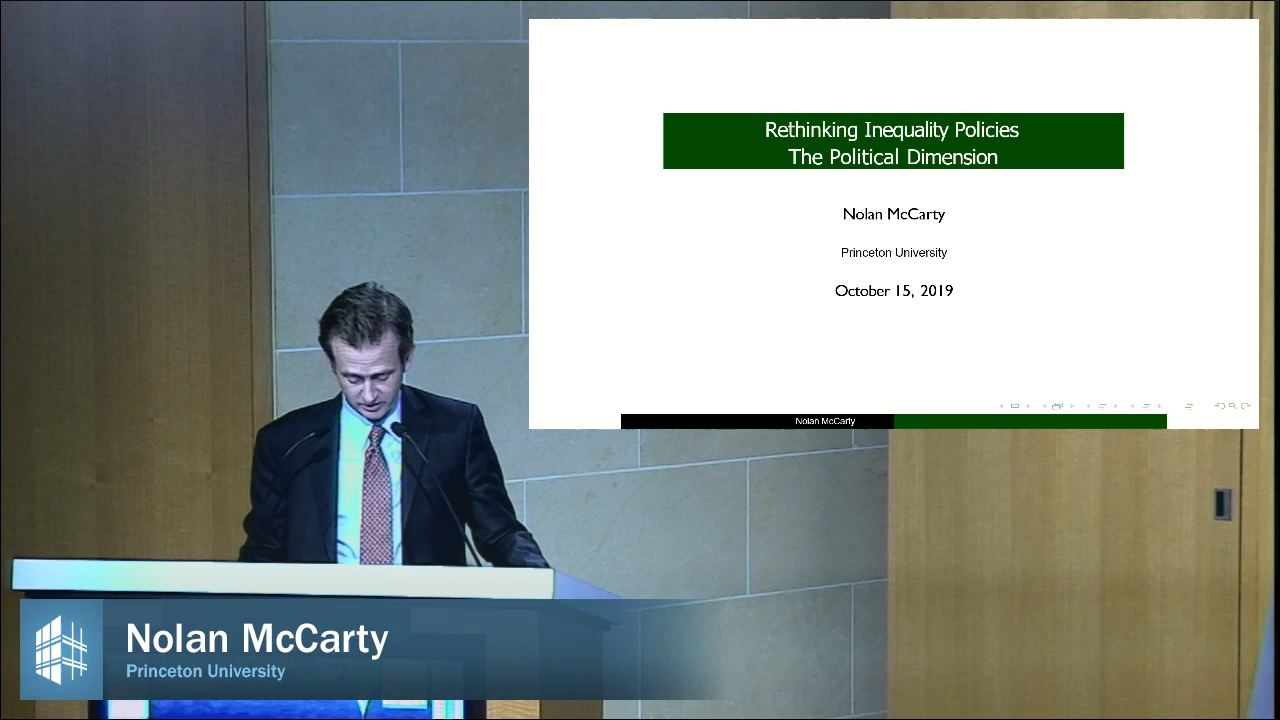 Rethinking Inequality Policies
The Political Dimension
Nolan McCarty
Princeton University
October 15, 2019
Nolan McCarty
Nolan McCarty
Princeton University